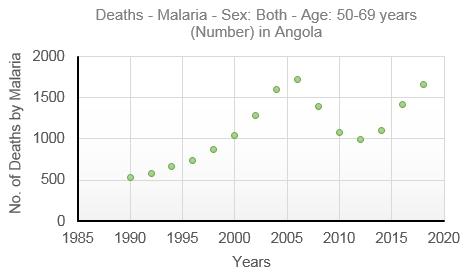 Deaths - Malaria - Sex: Both - Age: 50-69 years
(Number) in Angola
No. of Deaths by Malaria
2000
1500
1000
500
0
1985 1990 1995 2000 2005 2010 2015 2020
Years